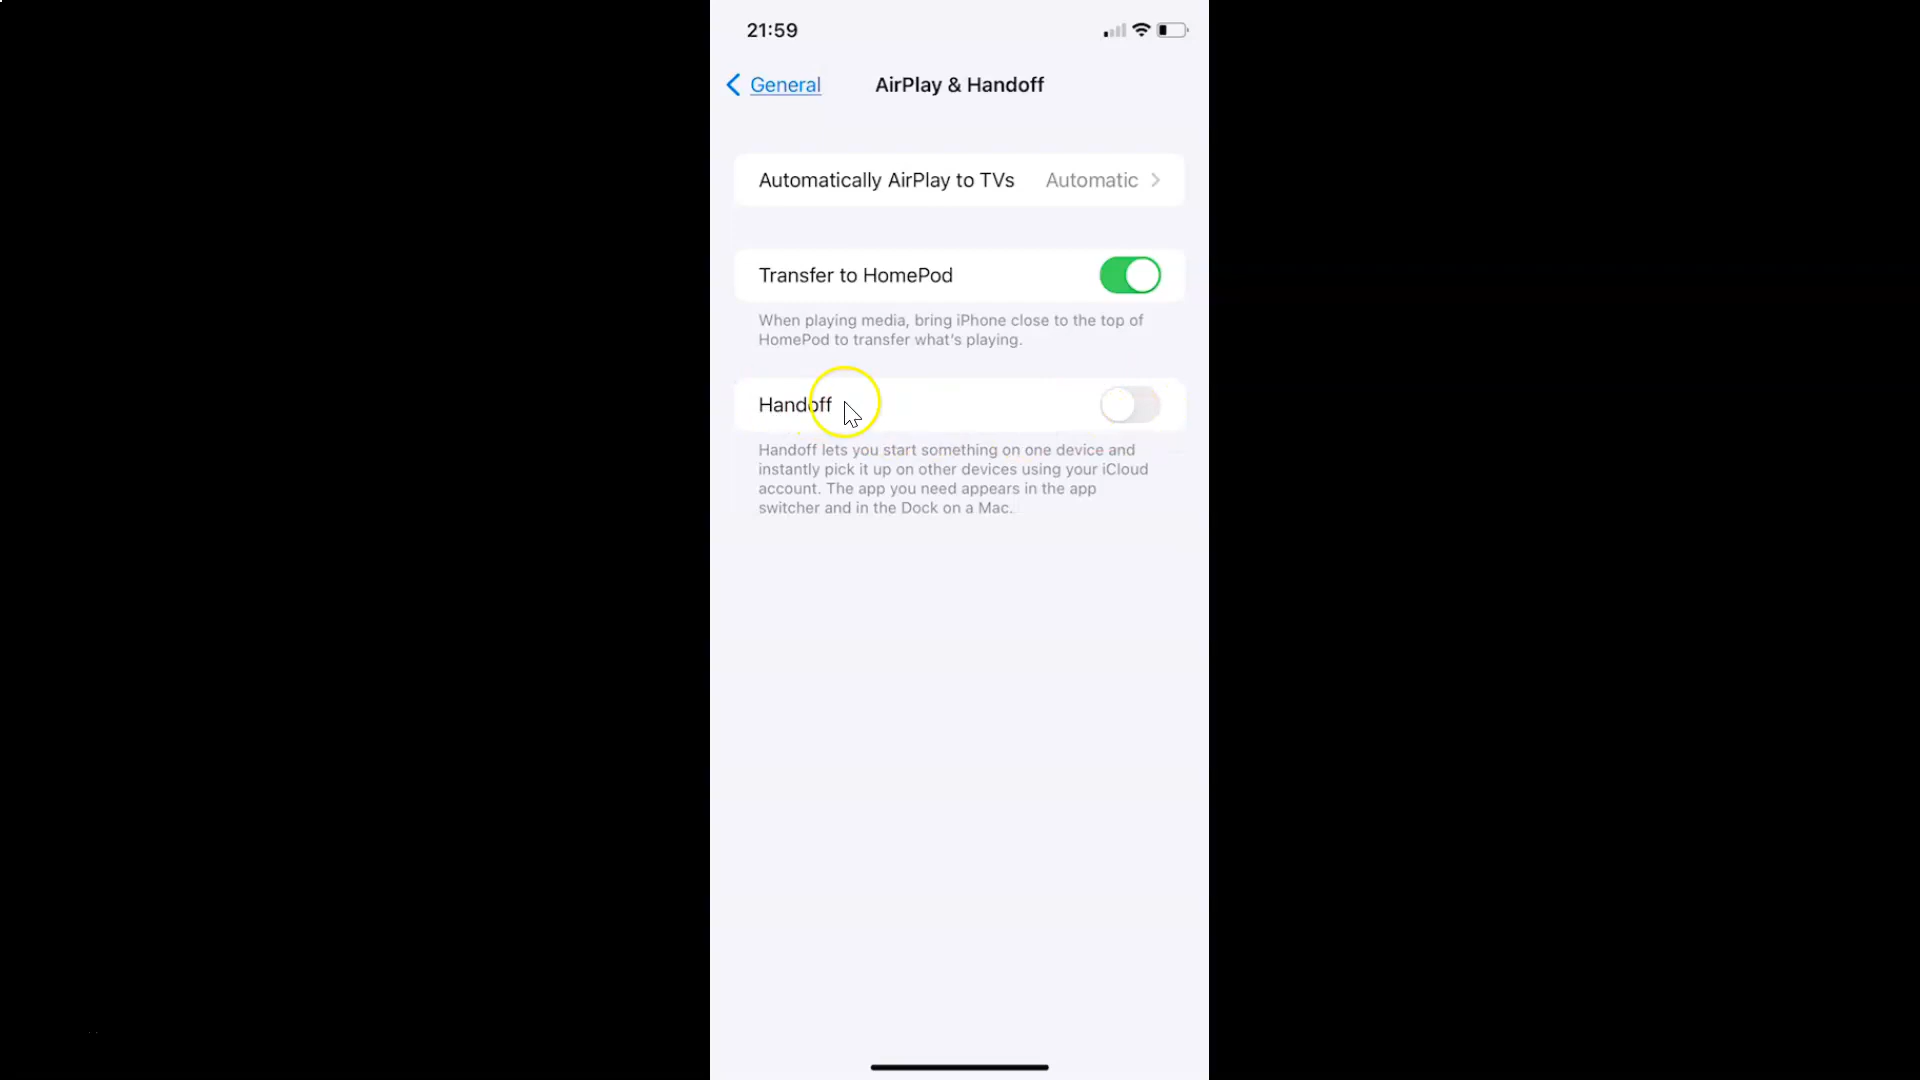 21:59
General
AirPlay & Handoff
Automatically AirPlay to TVs Automatic
Transfer to HomePod
When playing media, bring iPhone close to the top of
HomePod to transfer what's playing.
Handoff
Handoff lets you start something on one device and
instantly pick it up on other devices using your iCloud
account. The app you need appears in the app
switcher and in the Dock on a Mac.